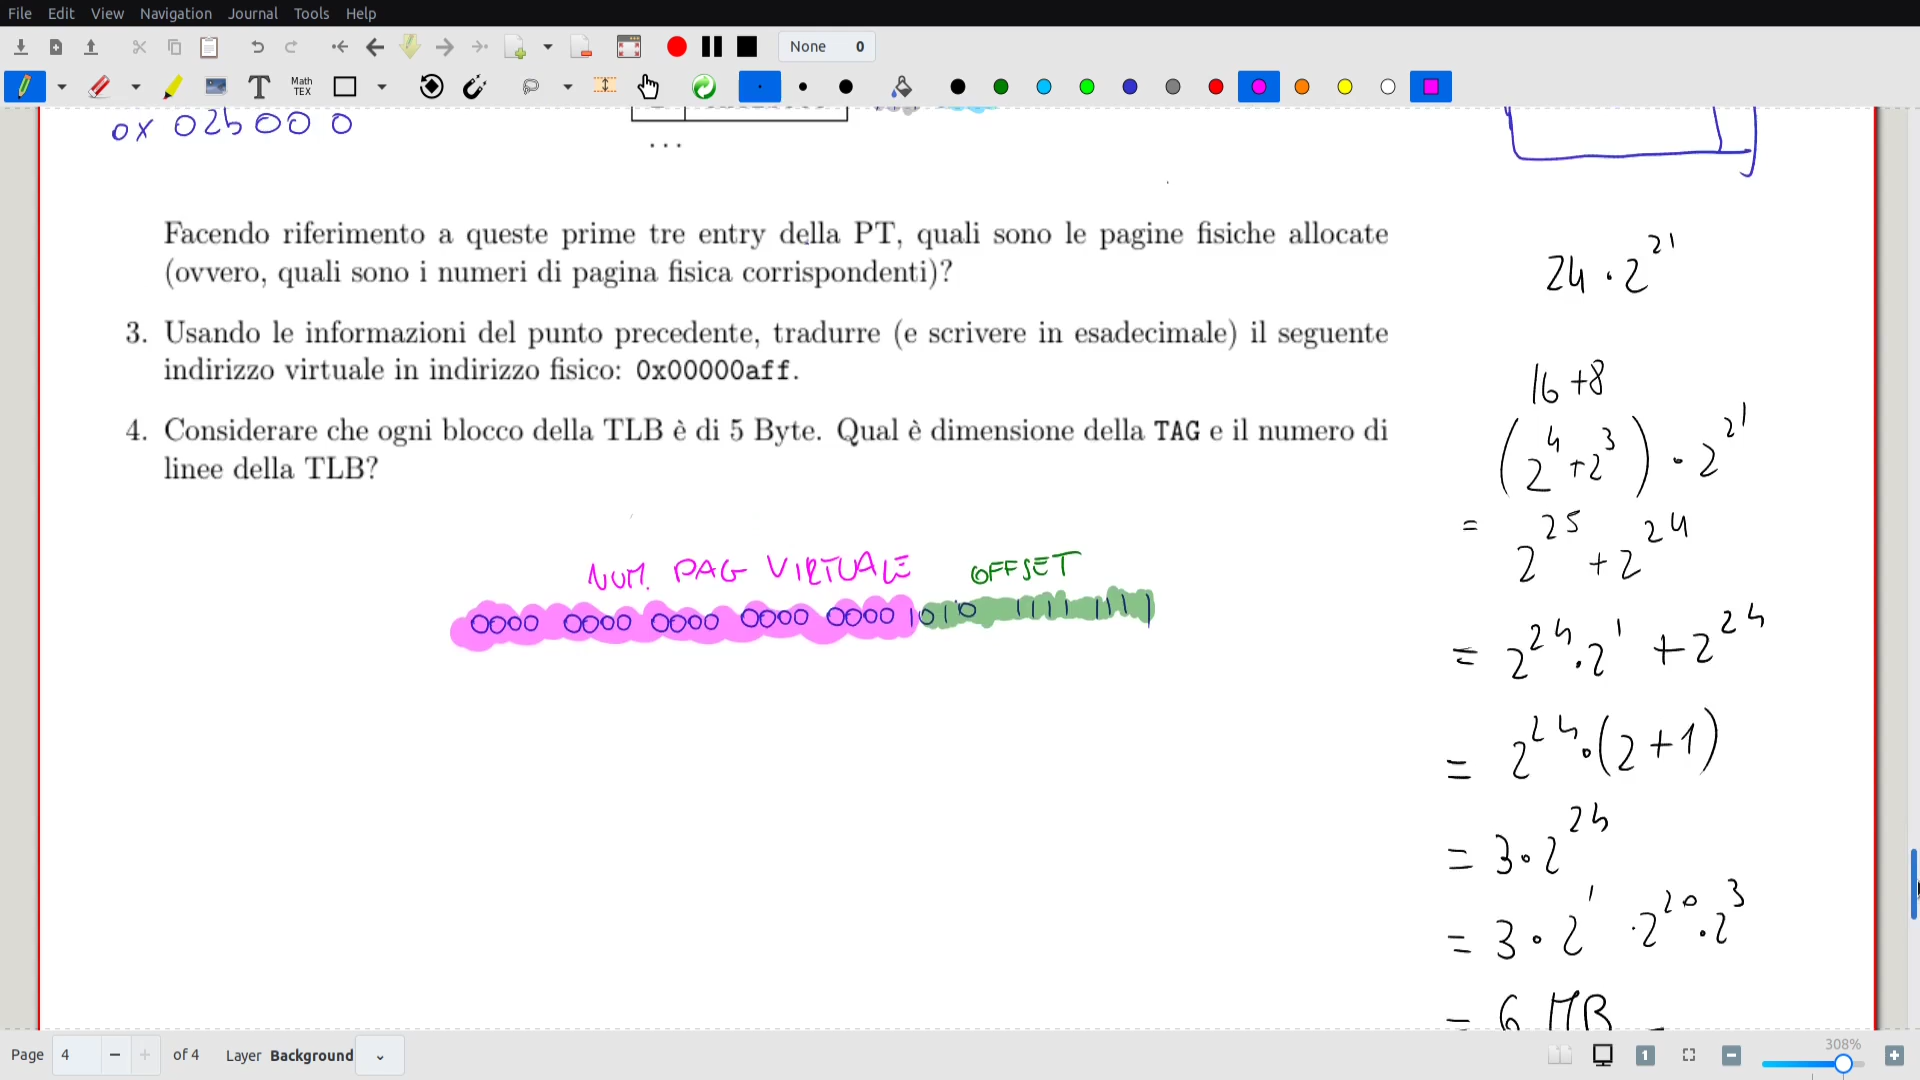 File Edit View Navigation Journal Tools Help
None 0
T Math TEX
0x 02b00 0
...
Facendo riferimento a queste prime tre entry della PT, quali sono le pagine fisiche allocate
(ovvero, quali sono i numeri di pagina fisica corrispondenti)?
3. Usando le informazioni del punto precedente, tradurre (e scrivere in esadecimale) il seguente
indirizzo virtuale in indirizzo fisico: 0x00000aff.
4. Considerare che ogni blocco della TLB è di 5 Byte. Qual è dimensione della TAG e il numero di
linee della TLB?
NUM. PAG VIRTUALE OFFSET
0000 0000 0000 0000 0000 1010 1111 1111
24 · 2^21
16 + 8
(2^4 + 2^3) · 2^21
= 2^25 + 2^24
= 2^24 · 2^1 + 2^24
= 2^24 · (2 + 1)
= 3 · 2^24
= 3 · 2^1 · 2^20 · 2^3
= 6 MB
Page 4 of 4 Layer Background 1 308%